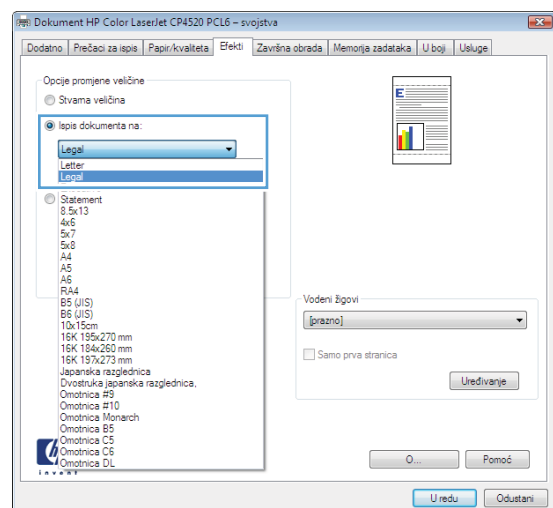 Dokument HP Color LaserJet CP4520 PCL6 – svojstva
Dodatno Prečaci za ispis Papir/kvaliteta Efekti Završna obrada Memorija zadataka U boji Usluge
Opcije promjene veličine
Stvarna veličina
Ispis dokumenta na:
Legal
Letter
Legal
Statement
8.5x13
4x6
5x7
5x8
A4
A5
A6
RA4
B5 (JIS)
B6 (JIS)
10x15cm
16K 195x270 mm
16K 184x260 mm
16K 197x273 mm
Japanska razglednica
Dvostruka japanska razglednica,
Omotnica #9
Omotnica #10
Omotnica Monarch
Omotnica B5
Omotnica C5
Omotnica C6
Omotnica DL
E
Vodeni žigovi
[prazno]
Samo prva stranica
Uređivanje
invent
O... Pomoć
U redu Odustani